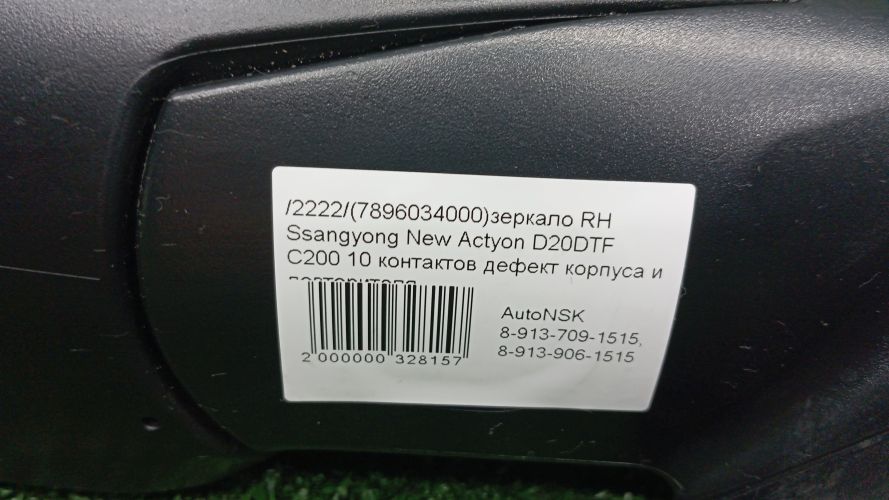 /2222/(7896034000)зеркало RH
Ssangyong New Actyon D20DTF
C200 10 контактов дефект корпуса и
повторителя
AutoNSK
8-913-709-1515,
8-913-906-1515
2 000000 328157